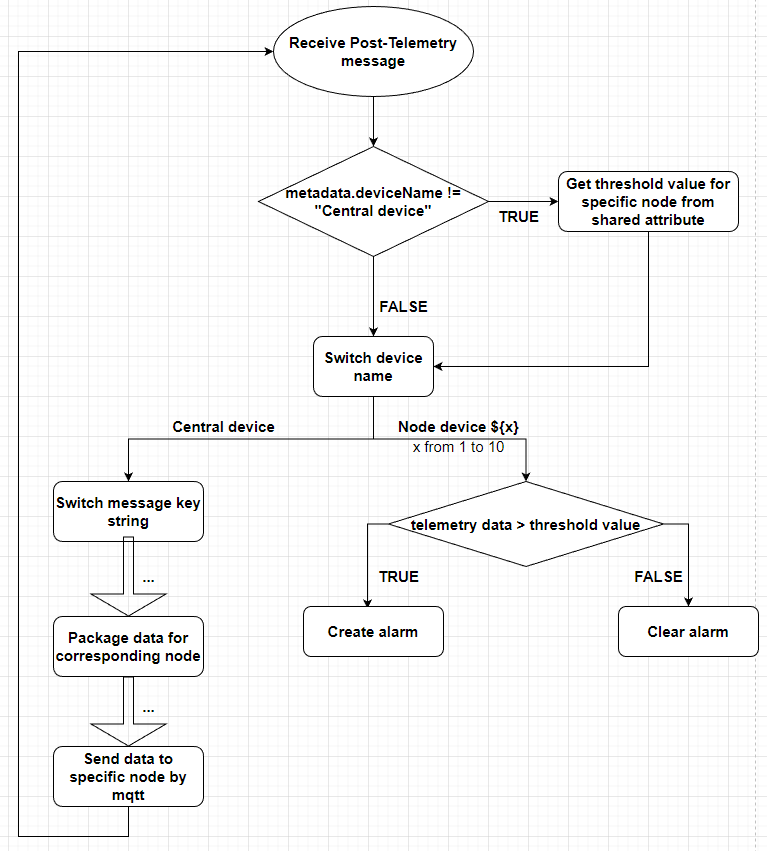 Receive Post-Telemetry
message
metadata.deviceName !=
"Central device"
TRUE
Get threshold value for
specific node from
shared attribute
FALSE
Switch device
name
Central device
Node device ${x}
x from 1 to 10
Switch message key
string
telemetry data > threshold value
...
TRUE
FALSE
Package data for
corresponding node
Create alarm
Clear alarm
...
Send data to
specific node by
mqtt